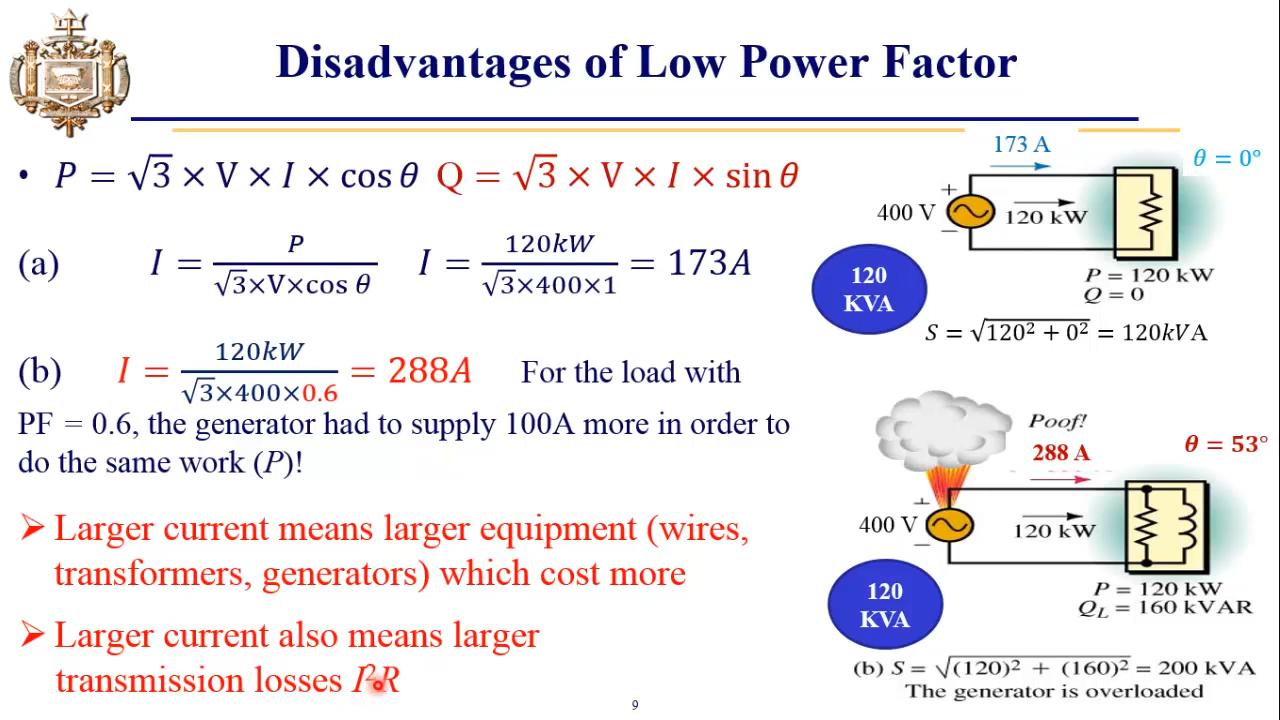 Disadvantages of Low Power Factor
• P = √3 × V × I × cos θ Q = √3 × V × I × sin θ
(a) I = P / √3×V×cos θ I = 120kW / √3×400×1 = 173A
(b) I = 120kW / √3×400×0.6 = 288A For the load with
PF = 0.6, the generator had to supply 100A more in order to
do the same work (P)!
➢ Larger current means larger equipment (wires,
transformers, generators) which cost more
➢ Larger current also means larger
transmission losses I²R
173 A
θ = 0°
+
400 V
120 kW
−
120
KVA
P = 120 kW
Q = 0
S = √120² + 0² = 120kVA
Poof!
288 A
θ = 53°
+
400 V
120 kW
−
120
KVA
P = 120 kW
Q_L = 160 kVAR
(b) S = √(120)² + (160)² = 200 kVA
The generator is overloaded
9